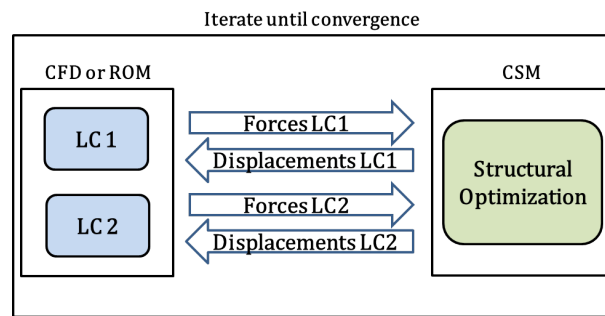 Iterate until convergence
CFD or ROM
CSM
LC 1
LC 2
Forces LC1
Displacements LC1
Forces LC2
Displacements LC2
Structural
Optimization